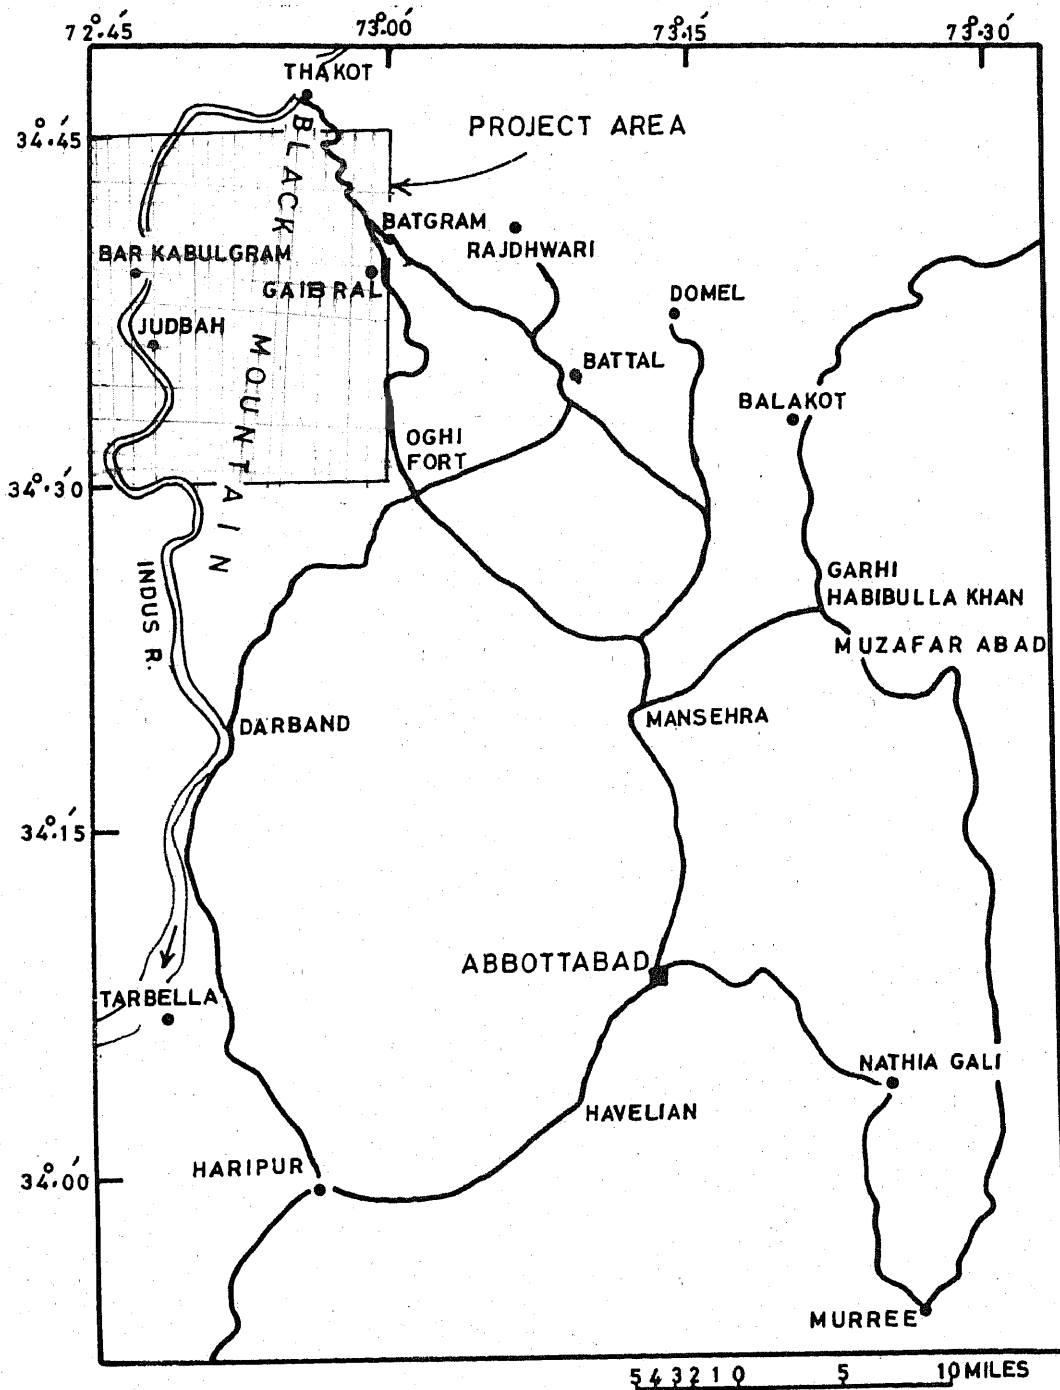 72°45′ 73°00′ 73°15′ 73°30′
THAKOT
PROJECT AREA
34°45′
BLACK MOUNTAIN
BATGRAM
RAJDHWARI
BAR KABULGRAM
GAIBRAL
DOMEL
JUDBAH
BATTAL
BALAKOT
OGHI
FORT
34°30′
INDUS R.
GARHI
HABIBULLA KHAN
MUZAFAR ABAD
DARBAND
MANSEHRA
34°15′
ABBOTTABAD
TARBELLA
NATHIA GALI
HAVELIAN
HARIPUR
34°00′
MURREE
5 4 3 2 1 0 5 10 MILES